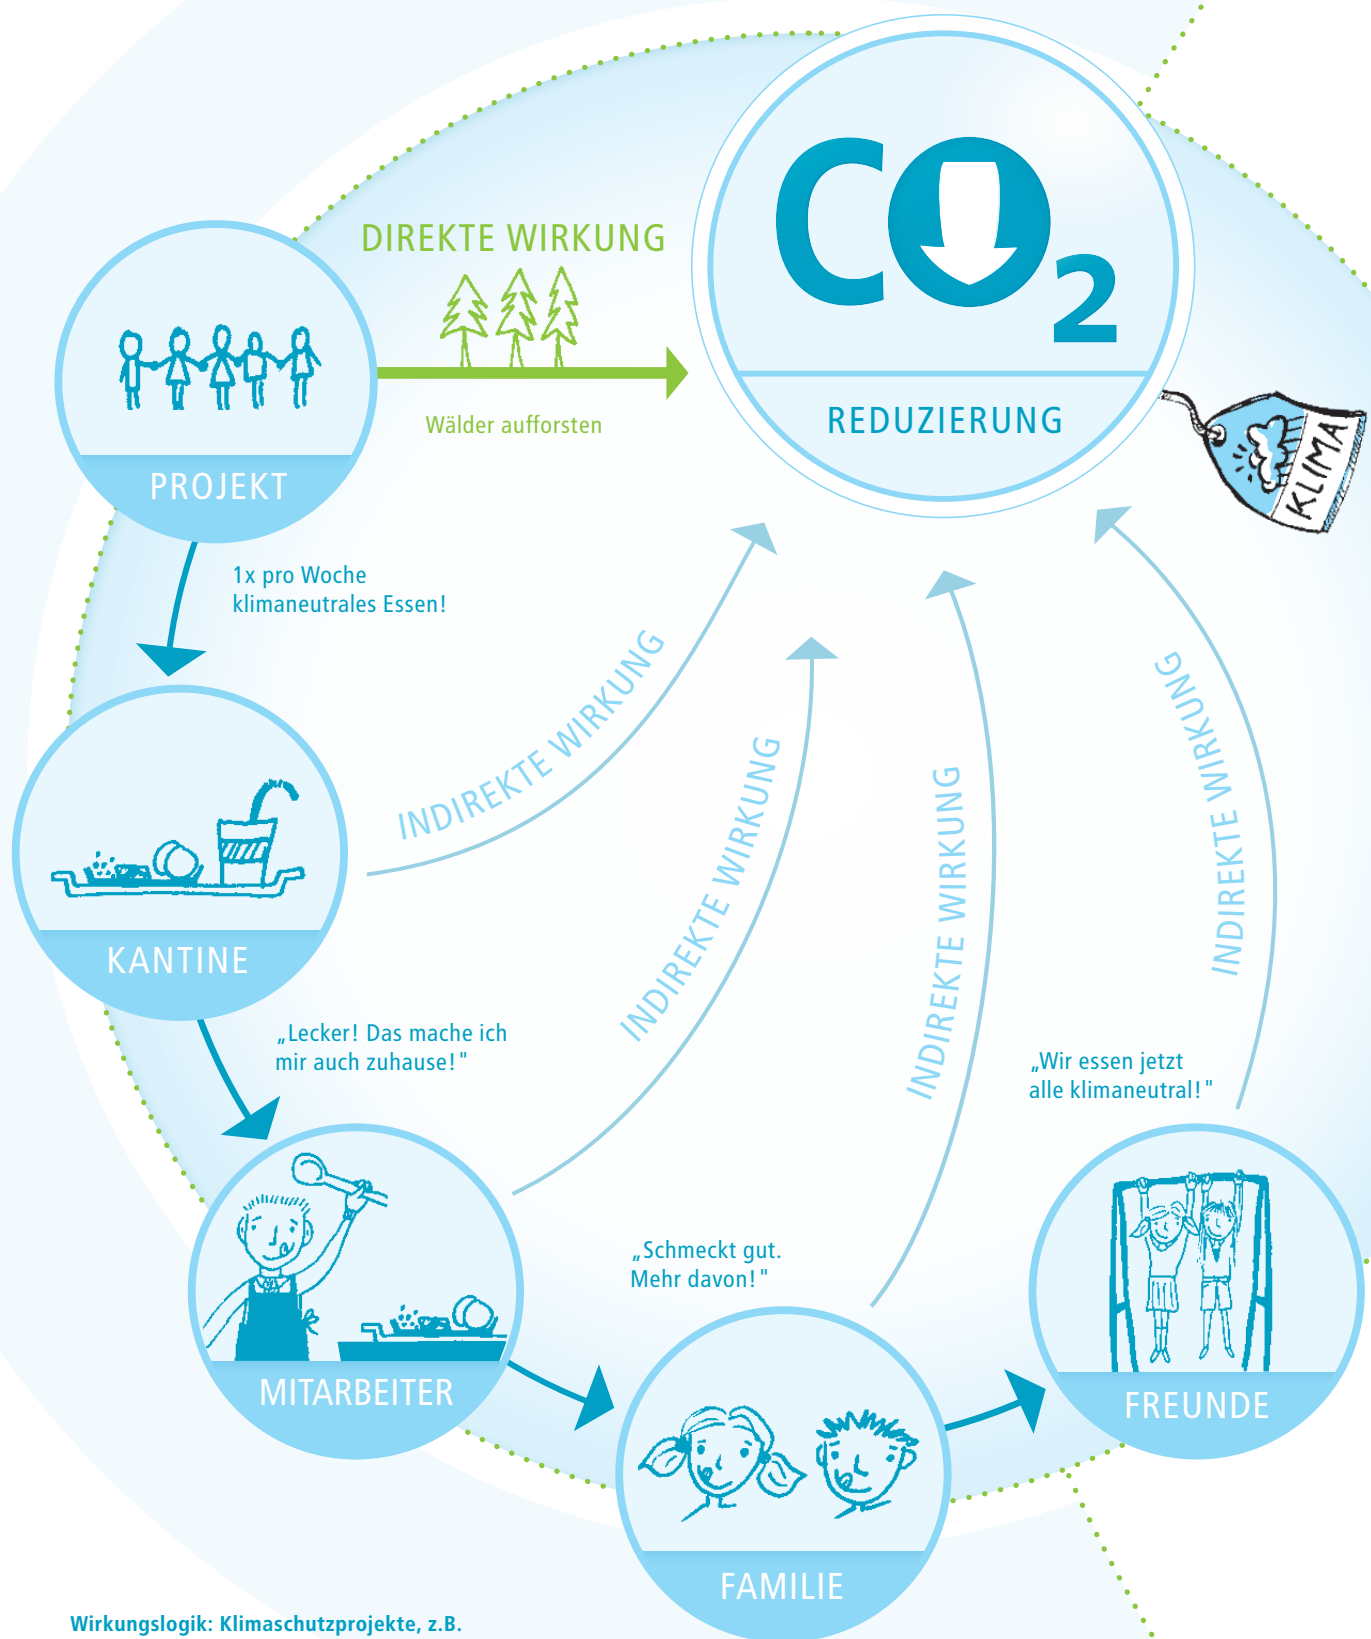 CO2
REDUZIERUNG
DIREKTE WIRKUNG
Wälder aufforsten
KLIMA
PROJEKT
1x pro Woche
klimaneutrales Essen!
INDIREKTE WIRKUNG
INDIREKTE WIRKUNG
INDIREKTE WIRKUNG
INDIREKTE WIRKUNG
KANTINE
„Lecker! Das mache ich
mir auch zuhause!"
„Wir essen jetzt
alle klimaneutral!"
„Schmeckt gut.
Mehr davon!"
MITARBEITER
FREUNDE
FAMILIE
Wirkungslogik: Klimaschutzprojekte, z.B.